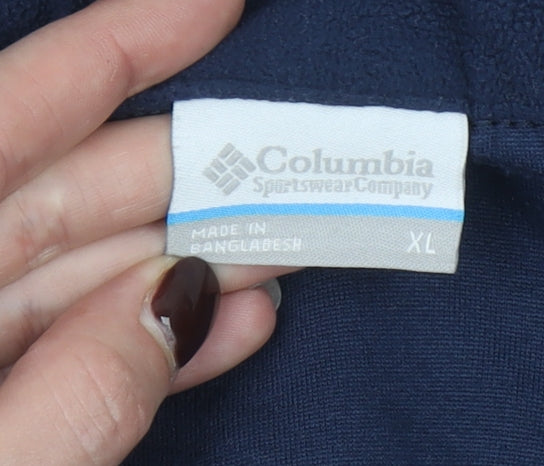 Columbia
Sportswear Company
MADE IN
BANGLADESH
XL